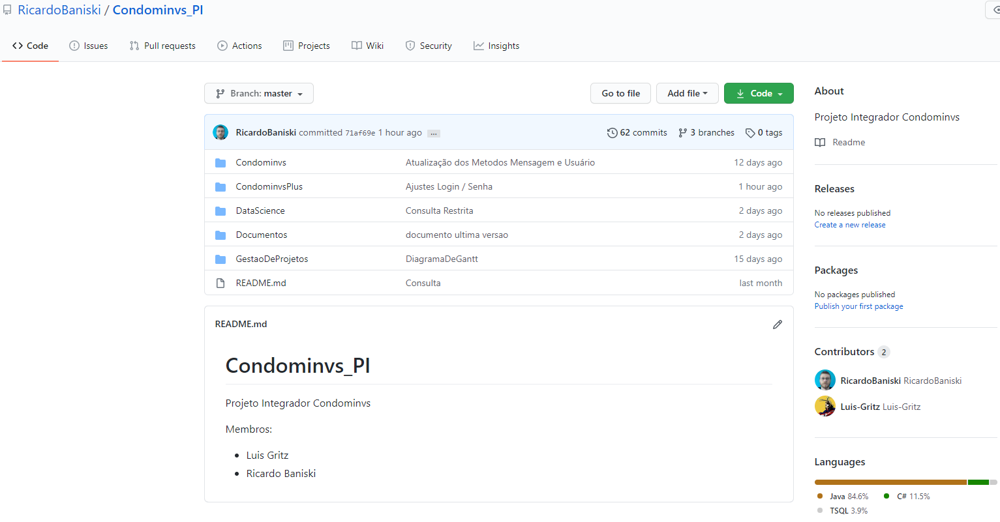 RicardoBaniski / Condominvs_PI
Code Issues Pull requests Actions Projects Wiki Security Insights
Branch: master Go to file Add file Code
RicardoBaniski committed 71af69e 1 hour ago ... 62 commits 3 branches 0 tags
Condominvs Atualização dos Metodos Mensagem e Usuário 12 days ago
CondominvsPlus Ajustes Login / Senha 1 hour ago
DataScience Consulta Restrita 2 days ago
Documentos documento ultima versao 2 days ago
GestaoDeProjetos DiagramaDeGantt 15 days ago
README.md Consulta last month
README.md
Condominvs_PI
Projeto Integrador Condominvs
Membros:
Luis Gritz
Ricardo Baniski
About
Projeto Integrador Condominvs
Readme
Releases
No releases published
Create a new release
Packages
No packages published
Publish your first package
Contributors 2
RicardoBaniski RicardoBaniski
Luis-Gritz Luis-Gritz
Languages
Java 84.6% C# 11.5%
TSQL 3.9%